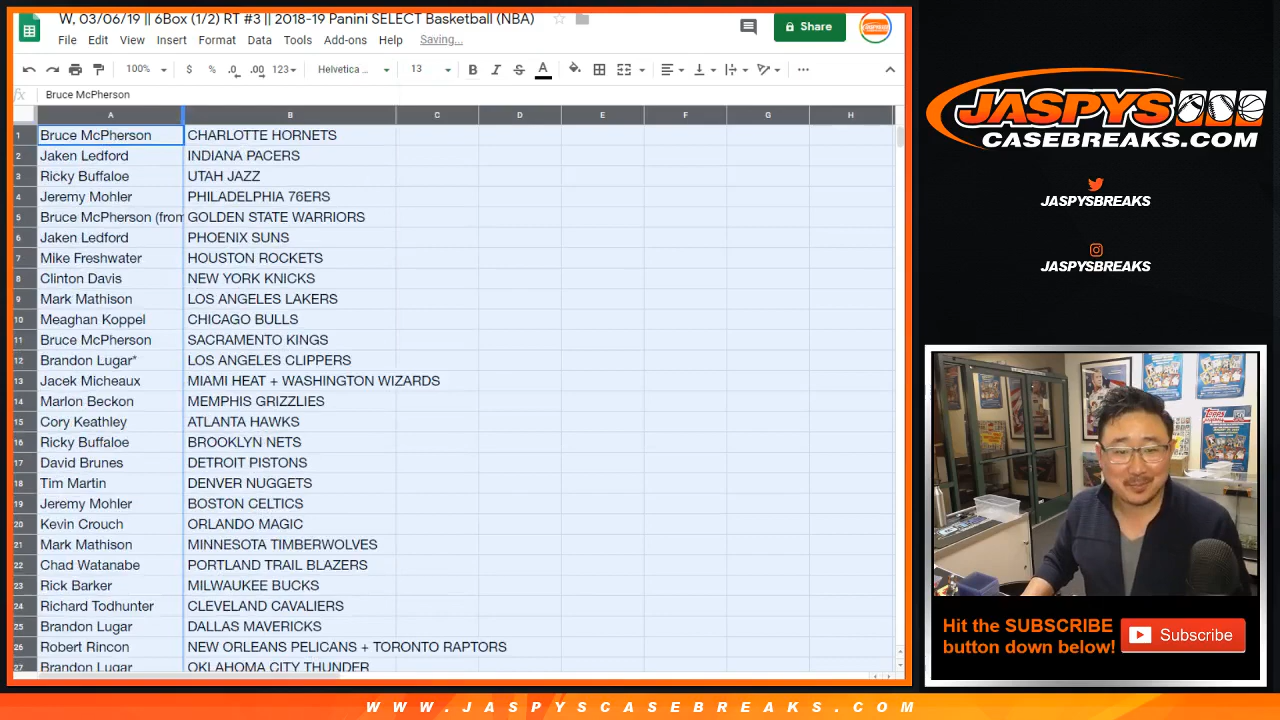 W, 03/06/19 || 6Box (1/2) RT #3 || 2018-19 Panini SELECT Basketball (NBA)
File Edit View Insert Format Data Tools Add-ons Help Saving...
Share
100% $ % .0 .00 123 Helvetica ... 13 B I S A
fx Bruce McPherson
A B C D E F G H
1 Bruce McPherson CHARLOTTE HORNETS
2 Jaken Ledford INDIANA PACERS
3 Ricky Buffaloe UTAH JAZZ
4 Jeremy Mohler PHILADELPHIA 76ERS
5 Bruce McPherson (from GOLDEN STATE WARRIORS
6 Jaken Ledford PHOENIX SUNS
7 Mike Freshwater HOUSTON ROCKETS
8 Clinton Davis NEW YORK KNICKS
9 Mark Mathison LOS ANGELES LAKERS
10 Meaghan Koppel CHICAGO BULLS
11 Bruce McPherson SACRAMENTO KINGS
12 Brandon Lugar* LOS ANGELES CLIPPERS
13 Jacek Micheaux MIAMI HEAT + WASHINGTON WIZARDS
14 Marlon Beckon MEMPHIS GRIZZLIES
15 Cory Keathley ATLANTA HAWKS
16 Ricky Buffaloe BROOKLYN NETS
17 David Brunes DETROIT PISTONS
18 Tim Martin DENVER NUGGETS
19 Jeremy Mohler BOSTON CELTICS
20 Kevin Crouch ORLANDO MAGIC
21 Mark Mathison MINNESOTA TIMBERWOLVES
22 Chad Watanabe PORTLAND TRAIL BLAZERS
23 Rick Barker MILWAUKEE BUCKS
24 Richard Todhunter CLEVELAND CAVALIERS
25 Brandon Lugar DALLAS MAVERICKS
26 Robert Rincon NEW ORLEANS PELICANS + TORONTO RAPTORS
27 Brandon Lugar OKLAHOMA CITY THUNDER
JASPYS
CASEBREAKS.COM
JASPYSBREAKS
JASPYSBREAKS
TOPPS
Hit the SUBSCRIBE
button down below!
Subscribe
WWW.JASPYSCASEBREAKS.COM